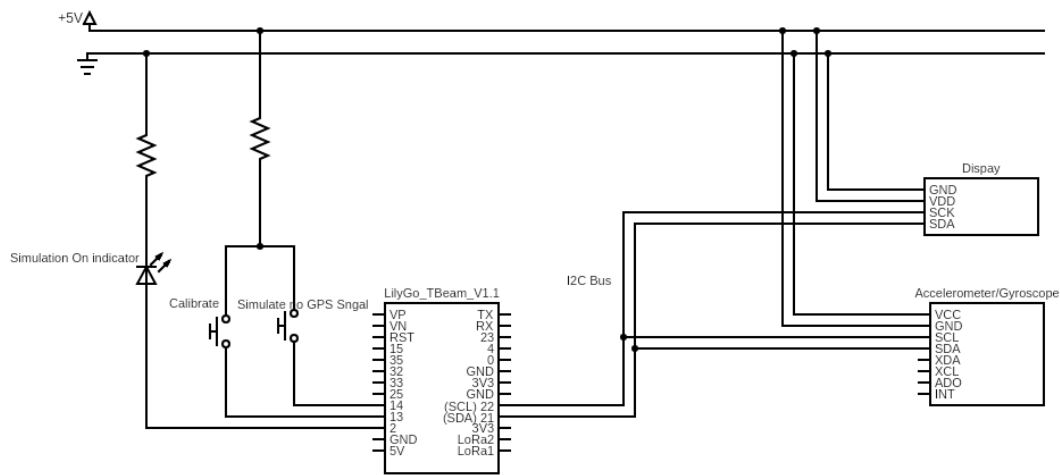 +5V
Dispay
GND
VDD
SCK
SDA
Simulation On indicator
I2C Bus
Calibrate
Simulate no GPS Sngal
LilyGo_TBeam_V1.1
VP
VN
RST
15
35
32
33
25
14
13
2
GND
5V
TX
RX
23
4
0
GND
3V3
GND
(SCL) 22
(SDA) 21
3V3
LoRa2
LoRa1
Accelerometer/Gyroscope
VCC
GND
SCL
SDA
XDA
XCL
ADO
INT